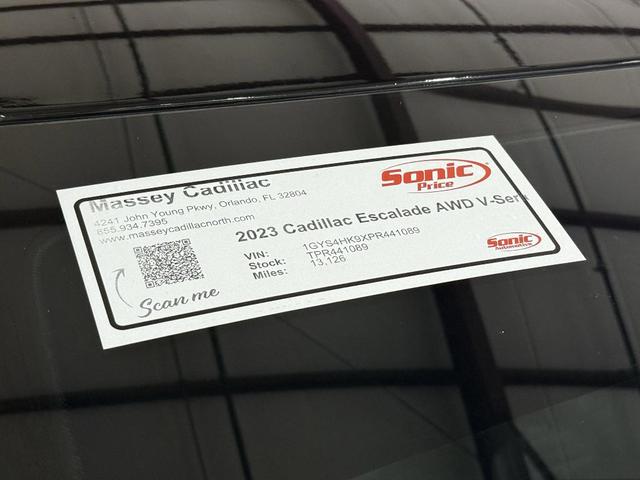 Massey Cadillac
4241 John Young Pkwy, Orlando, FL 32804
855.934.7395
www.masseycadillacnorth.com
Sonic
Price
2023 Cadillac Escalade AWD V-Seri
VIN: 1GYS4HK9XPR441089
Stock: TPR441089
Miles: 13,126
Scan me
Sonic
Automotive